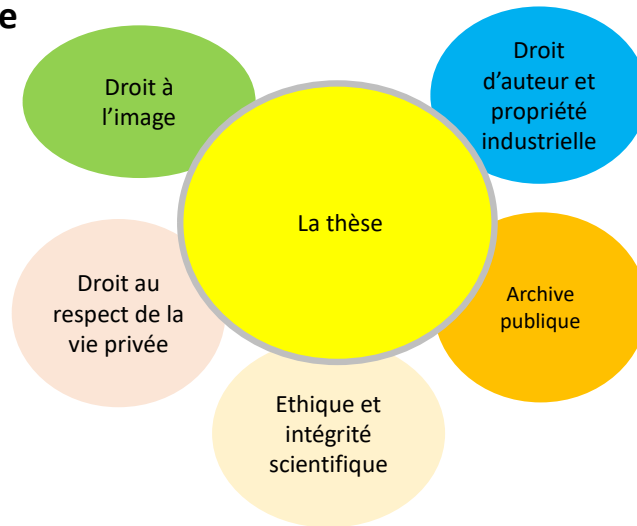 e
Droit à
l’image
Droit
d’auteur et
propriété
industrielle
La thèse
Droit au
respect de la
vie privée
Archive
publique
Ethique et
intégrité
scientifique